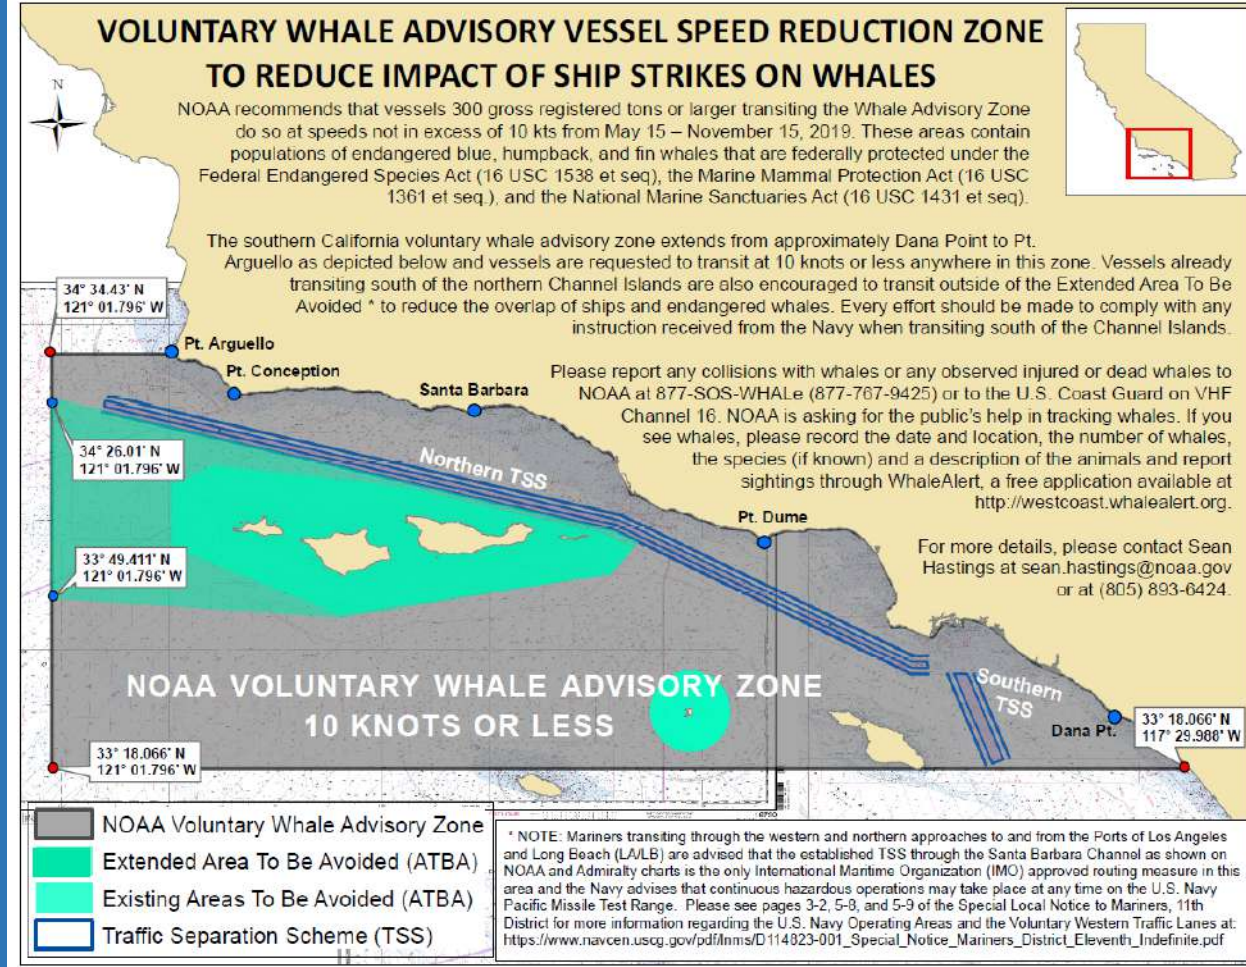 VOLUNTARY WHALE ADVISORY VESSEL SPEED REDUCTION ZONE
TO REDUCE IMPACT OF SHIP STRIKES ON WHALES
N
NOAA recommends that vessels 300 gross registered tons or larger transiting the Whale Advisory Zone
do so at speeds not in excess of 10 kts from May 15 – November 15, 2019. These areas contain
populations of endangered blue, humpback, and fin whales that are federally protected under the
Federal Endangered Species Act (16 USC 1538 et seq), the Marine Mammal Protection Act (16 USC
1361 et seq.), and the National Marine Sanctuaries Act (16 USC 1431 et seq).
The southern California voluntary whale advisory zone extends from approximately Dana Point to Pt.
Arguello as depicted below and vessels are requested to transit at 10 knots or less anywhere in this zone. Vessels already
transiting south of the northern Channel Islands are also encouraged to transit outside of the Extended Area To Be
Avoided * to reduce the overlap of ships and endangered whales. Every effort should be made to comply with any
instruction received from the Navy when transiting south of the Channel Islands.
34° 34.43' N
121° 01.796' W
Pt. Arguello
Pt. Conception
Santa Barbara
Please report any collisions with whales or any observed injured or dead whales to
NOAA at 877-SOS-WHALe (877-767-9425) or to the U.S. Coast Guard on VHF
Channel 16. NOAA is asking for the public's help in tracking whales. If you
see whales, please record the date and location, the number of whales,
the species (if known) and a description of the animals and report
sightings through WhaleAlert, a free application available at
http://westcoast.whalealert.org.
34° 26.01' N
121° 01.796' W
Northern TSS
Pt. Dume
For more details, please contact Sean
Hastings at sean.hastings@noaa.gov
or at (805) 893-6424.
33° 49.411' N
121° 01.796' W
NOAA VOLUNTARY WHALE ADVISORY ZONE
10 KNOTS OR LESS
Southern
TSS
Dana Pt.
33° 18.066' N
117° 29.988' W
33° 18.066' N
121° 01.796' W
NOAA Voluntary Whale Advisory Zone
Extended Area To Be Avoided (ATBA)
Existing Areas To Be Avoided (ATBA)
Traffic Separation Scheme (TSS)
* NOTE: Mariners transiting through the western and northern approaches to and from the Ports of Los Angeles
and Long Beach (LA/LB) are advised that the established TSS through the Santa Barbara Channel as shown on
NOAA and Admiralty charts is the only International Maritime Organization (IMO) approved routing measure in this
area and the Navy advises that continuous hazardous operations may take place at any time on the U.S. Navy
Pacific Missile Test Range. Please see pages 3-2, 5-8, and 5-9 of the Special Local Notice to Mariners, 11th
District for more information regarding the U.S. Navy Operating Areas and the Voluntary Western Traffic Lanes at:
https://www.navcen.uscg.gov/pdf/lnms/D114823-001_Special_Notice_Mariners_District_Eleventh_Indefinite.pdf